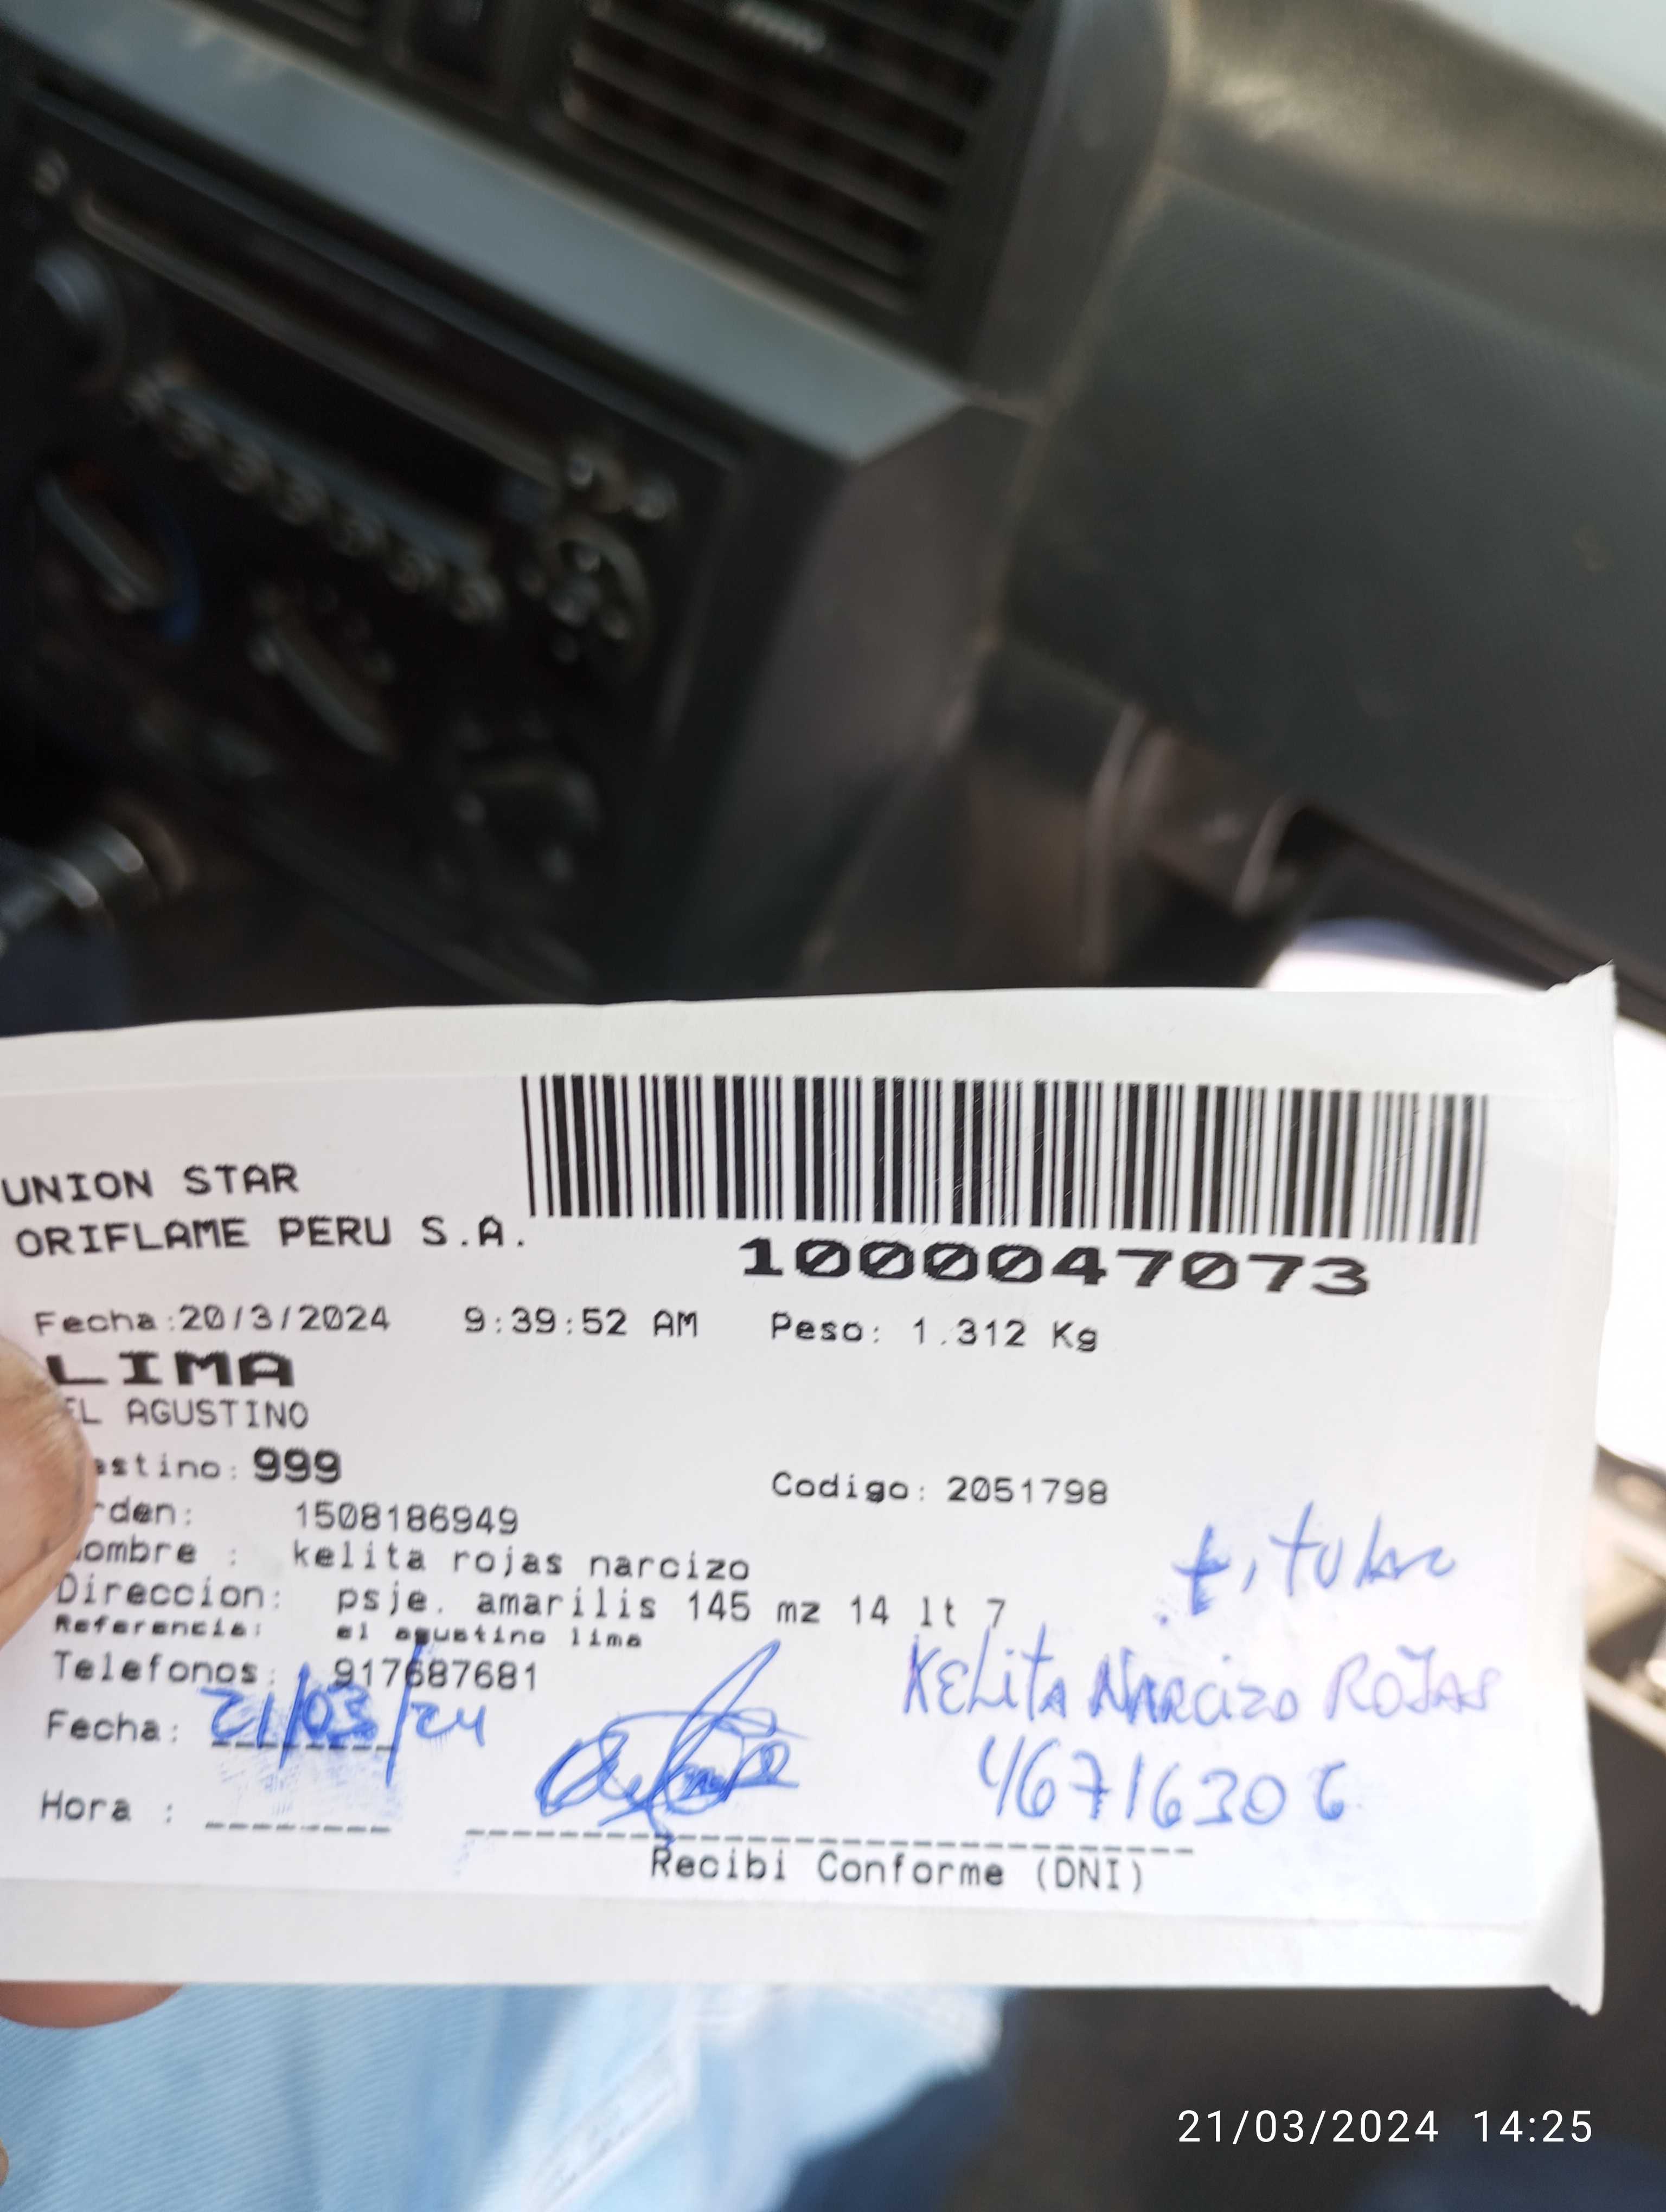 UNION STAR
ORIFLAME PERU S.A.
1000047073
Fecha:20/3/2024 9:39:52 AM Peso: 1.312 Kg
LIMA
EL AGUSTINO
estino: 999
Codigo: 2051798
rden: 1508186949
ombre : kelita rojas narcizo
titular
Direccion: psje. amarilis 145 mz 14 lt 7
Referencia: el agustino lima
Telefonos: 917687681
KELitA NARCizo ROJAS
Fecha: 21/03/24
46716306
Hora :
Recibi Conforme (DNI)
21/03/2024 14:25